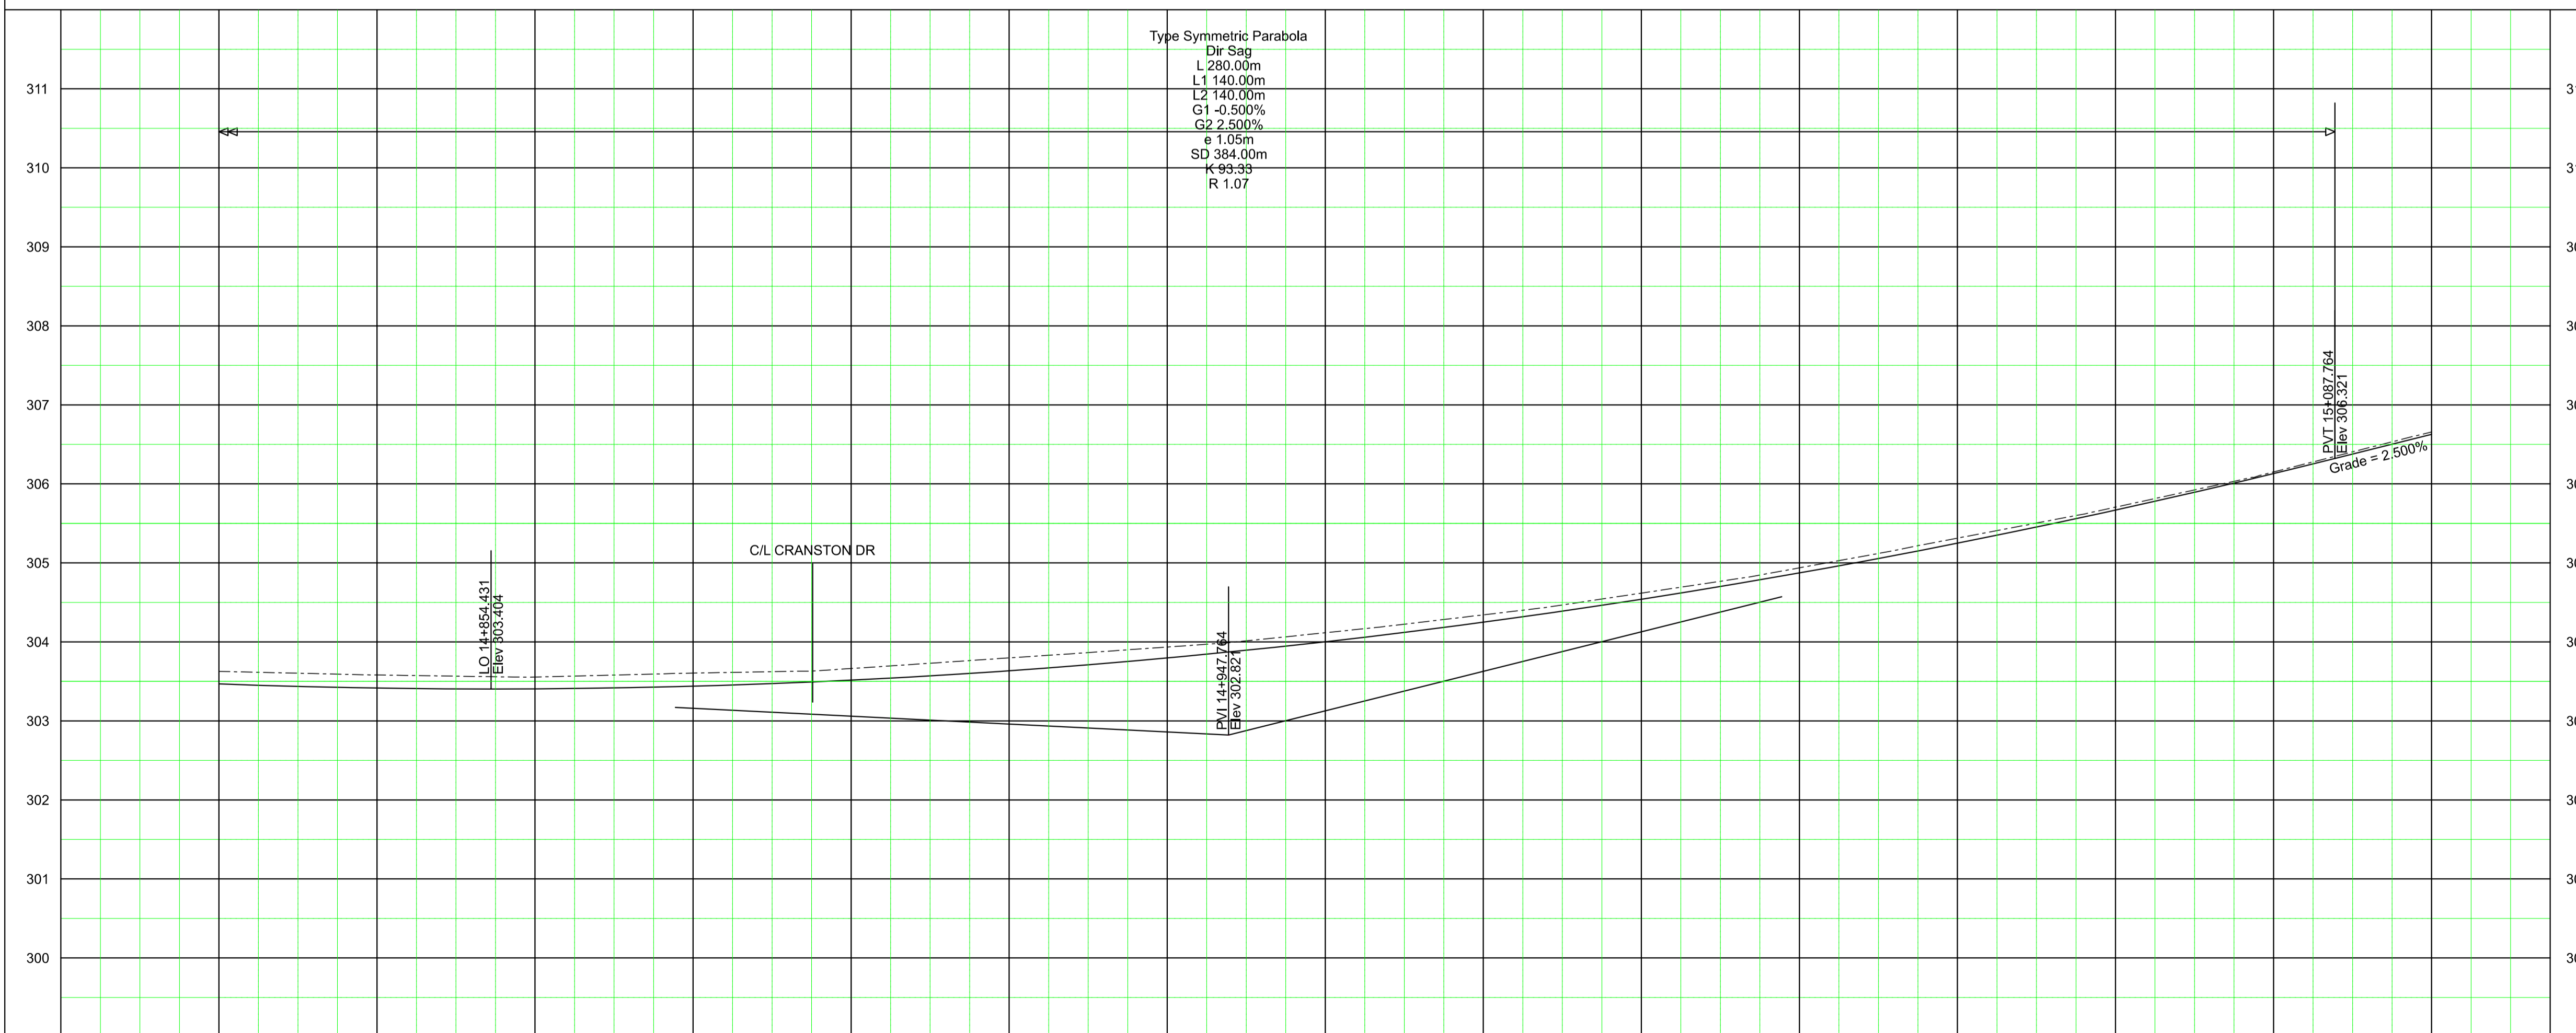 Type Symmetric Parabola
Dir Sag
L 280.00m
L1 140.00m
L2 140.00m
G1 -0.500%
G2 2.500%
e 1.05m
SD 384.00m
K 93.33
R 1.07
311
310
309
308
307
306
305
304
303
302
301
300
LO 14+854.431
Elev 303.404
C/L CRANSTON DR
PVI 14+947.764
Elev 302.821
PVT 15+087.764
Elev 306.321
Grade = 2.500%